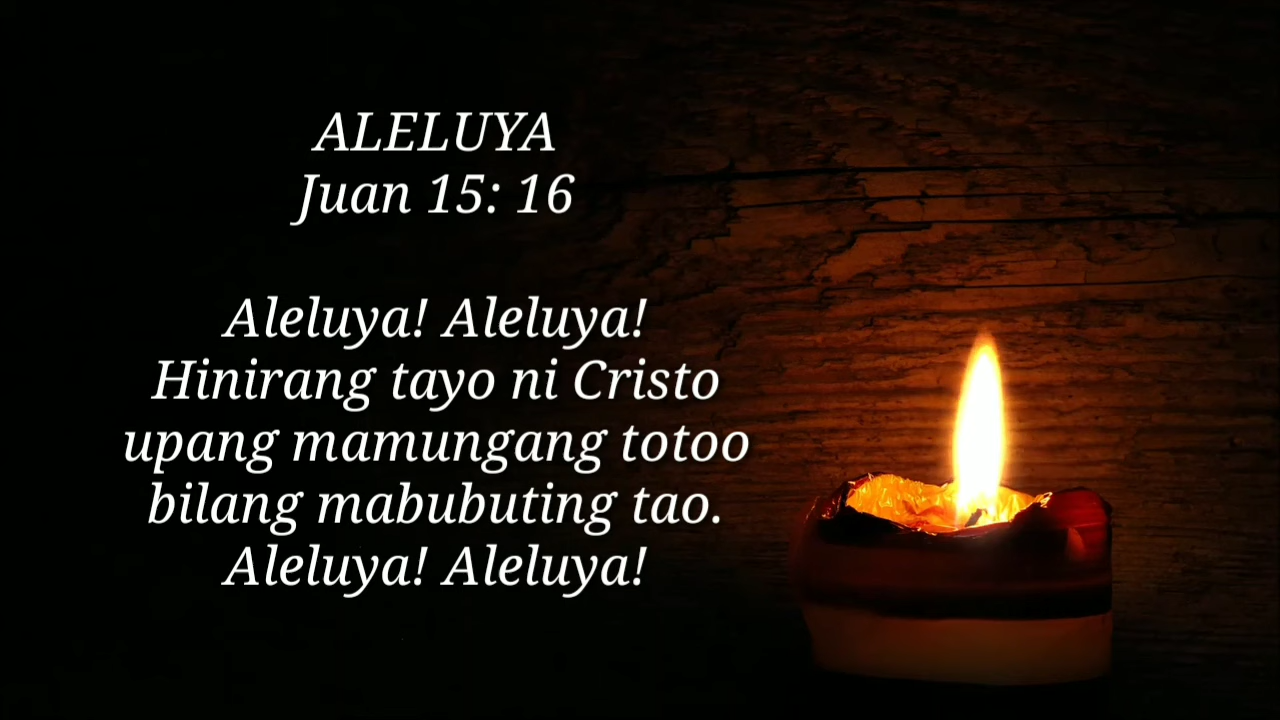 ALELUYA
Juan 15: 16
Aleluya! Aleluya!
Hinirang tayo ni Cristo
upang mamungang totoo
bilang mabubuting tao.
Aleluya! Aleluya!